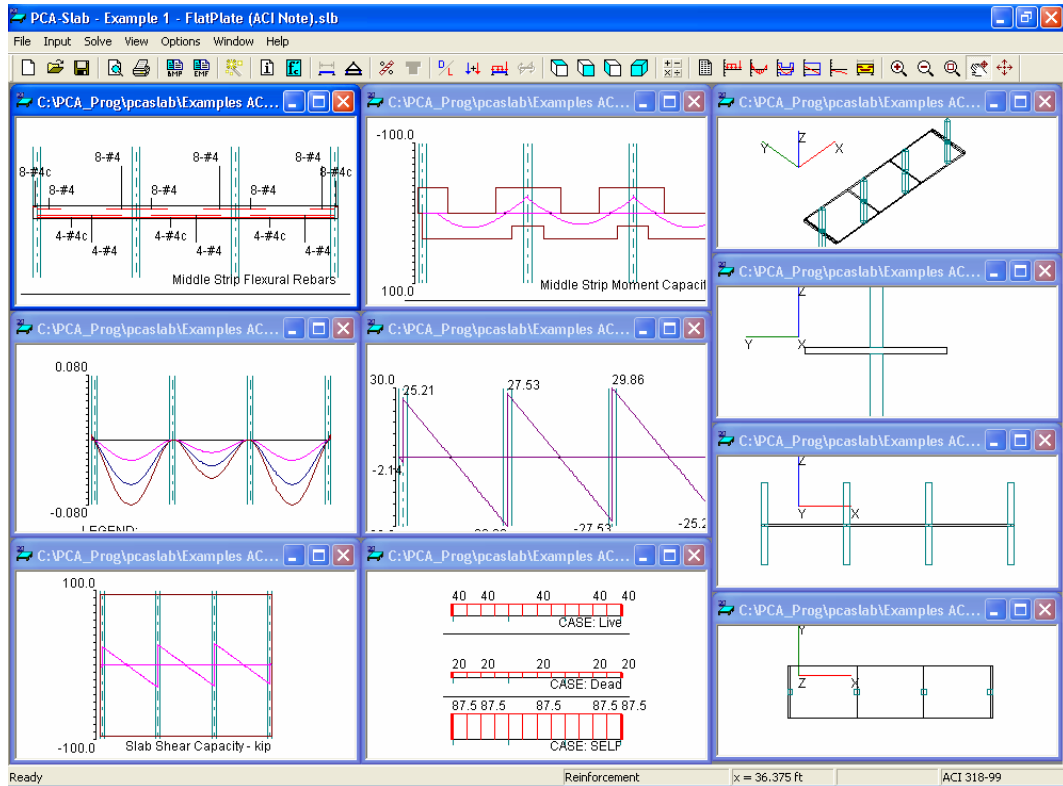 PCA-Slab - Example 1 - FlatPlate (ACI Note).slb
File Input Solve View Options Window Help
BMP EMF
D/L
C:\PCA_Prog\pcaslab\Examples AC...
8-#4 8-#4 8-#4 8-#4
8-#4c 8-#4 8-#4 8-#4 8-#4c
4-#4c 4-#4c 4-#4c
4-#4 4-#4 4-#4
Middle Strip Flexural Rebars
C:\PCA_Prog\pcaslab\Examples AC...
-100.0
100.0
Middle Strip Moment Capacit
C:\PCA_Prog\pcaslab\Examples AC...
Z
Y X
C:\PCA_Prog\pcaslab\Examples AC...
Z
Y X
C:\PCA_Prog\pcaslab\Examples AC...
0.080
-0.080
LEGEND:
C:\PCA_Prog\pcaslab\Examples AC...
30.0
25.21 27.53 29.86
-2.14
-27.53 -25.2
C:\PCA_Prog\pcaslab\Examples AC...
Z
Y X
C:\PCA_Prog\pcaslab\Examples AC...
100.0
-100.0
Slab Shear Capacity - kip
C:\PCA_Prog\pcaslab\Examples AC...
40 40 40 40 40
CASE: Live
20 20 20 20 20
CASE: Dead
87.5 87.5 87.5 87.5 87.5
CASE: SELF
C:\PCA_Prog\pcaslab\Examples AC...
Y
Z X
Ready Reinforcement x = 36.375 ft ACI 318-99